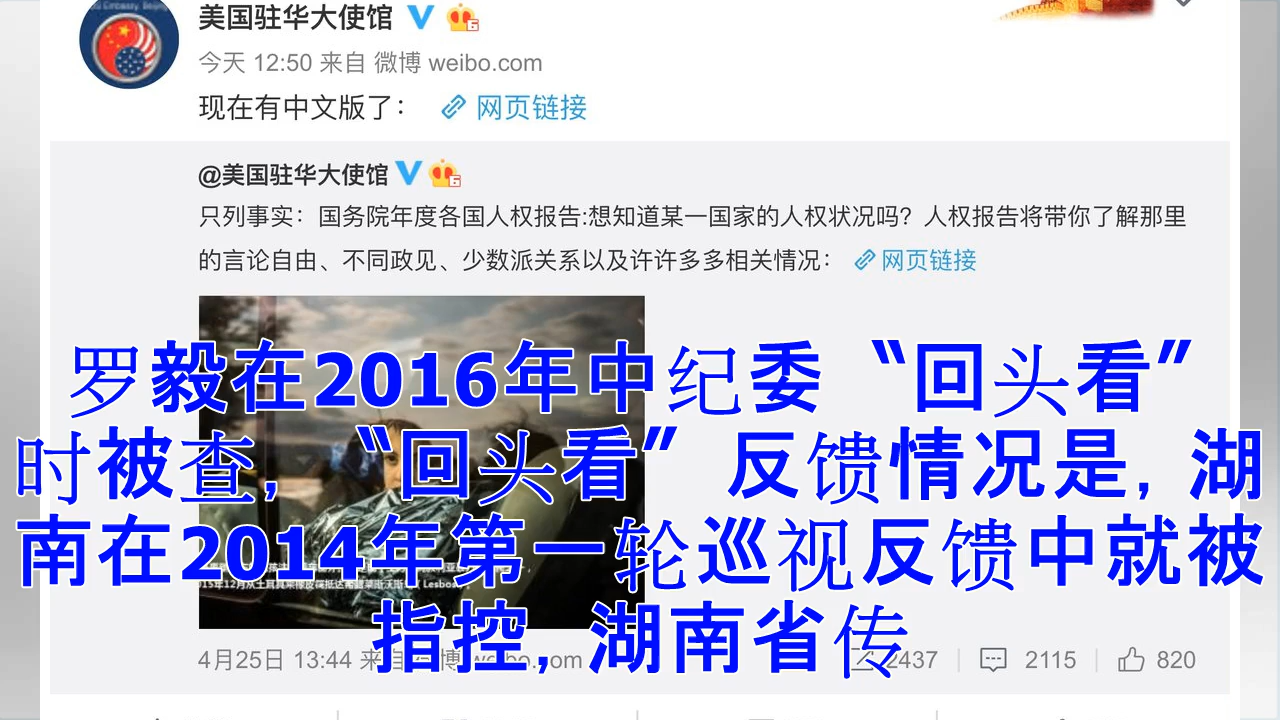 美国驻华大使馆
今天 12:50 来自 微博 weibo.com
现在有中文版了： 网页链接
@美国驻华大使馆
只列事实：国务院年度各国人权报告:想知道某一国家的人权状况吗？人权报告将带你了解那里
的言论自由、不同政见、少数派关系以及许许多多相关情况： 网页链接
罗毅在2016年中纪委“回头看”
时被查，“回头看”反馈情况是，湖
南在2014年第一轮巡视反馈中就被
指控，湖南省传
4月25日 13:44 来自 微博 weibo.com
2437 2115 820